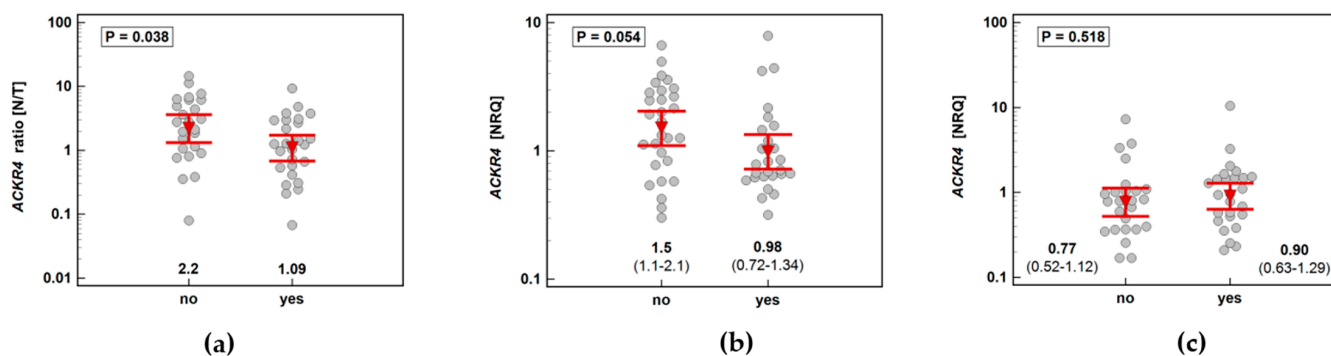 P = 0.038
ACKR4 ratio [N/T]
100
10
1
0.1
0.01
2.2
1.09
no
yes
(a)
P = 0.054
ACKR4 [NRQ]
10
1
0.1
1.5
(1.1-2.1)
0.98
(0.72-1.34)
no
yes
(b)
P = 0.518
ACKR4 [NRQ]
100
10
1
0.1
0.77
(0.52-1.12)
0.90
(0.63-1.29)
no
yes
(c)